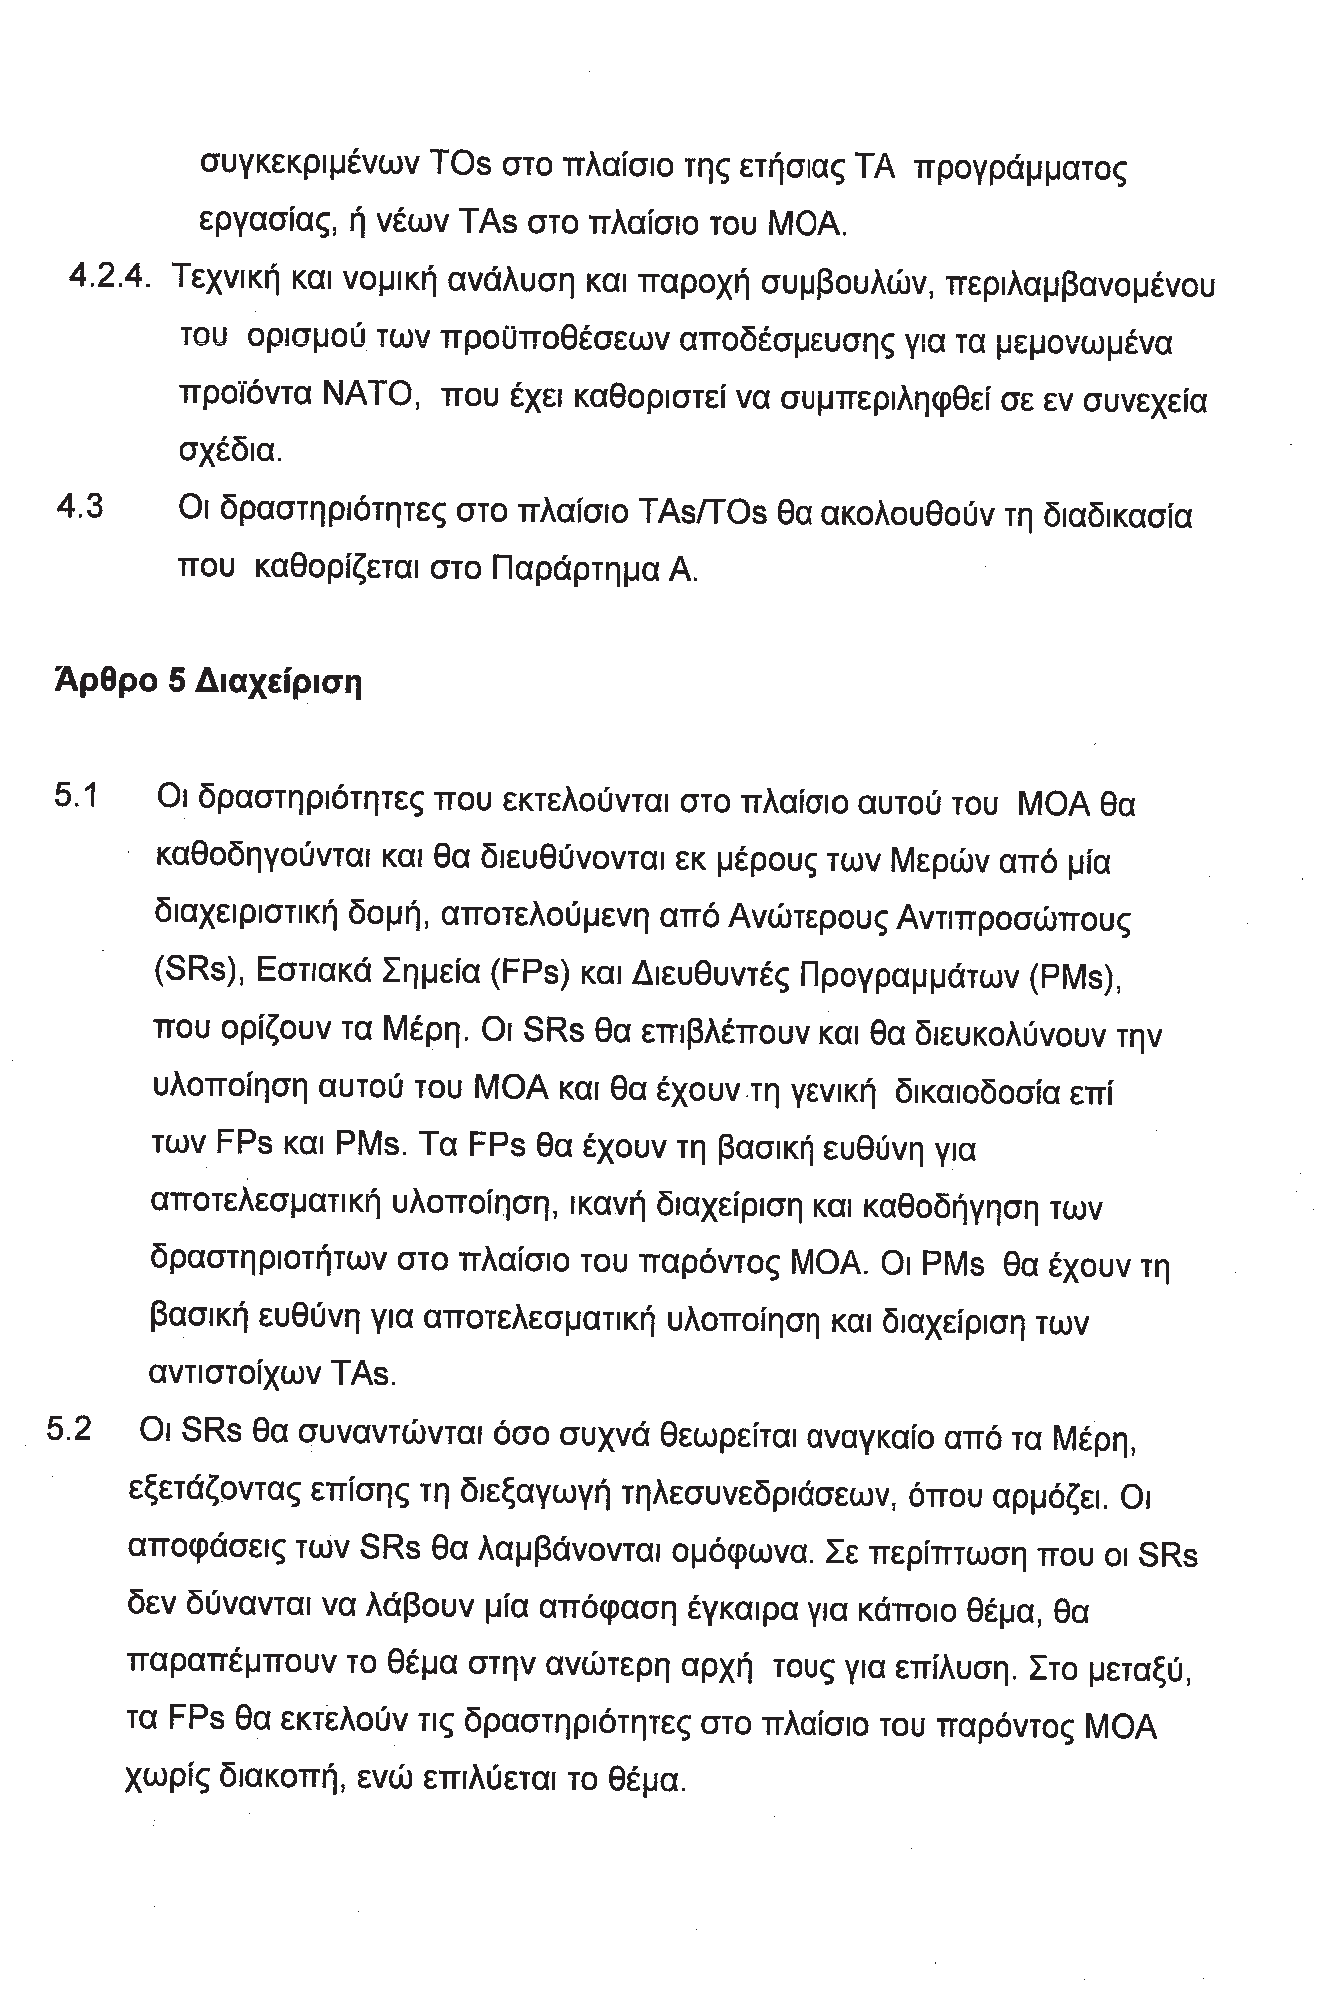 συγκεκριμένων TOs στο πλαίσιο της ετήσιας TA προγράμματος
εργασίας, ή νέων TAs στο πλαίσιο του MOA.
4.2.4. Τεχνική και νομική ανάλυση και παροχή συμβουλών, περιλαμβανομένου
του ορισμού των προϋποθέσεων αποδέσμευσης για τα μεμονωμένα
προϊόντα NATO, που έχει καθοριστεί να συμπεριληφθεί σε εν συνεχεία
σχέδια.
4.3 Οι δραστηριότητες στο πλαίσιο TAs/TOs θα ακολουθούν τη διαδικασία
που καθορίζεται στο Παράρτημα Α.
Άρθρο 5 Διαχείριση
5.1 Οι δραστηριότητες που εκτελούνται στο πλαίσιο αυτού του MOA θα
καθοδηγούνται και θα διευθύνονται εκ μέρους των Μερών από μία
διαχειριστική δομή, αποτελούμενη από Ανώτερους Αντιπροσώπους
(SRs), Εστιακά Σημεία (FPs) και Διευθυντές Προγραμμάτων (PMs),
που ορίζουν τα Μέρη. Οι SRs θα επιβλέπουν και θα διευκολύνουν την
υλοποίηση αυτού του MOA και θα έχουν τη γενική δικαιοδοσία επί
των FPs και PMs. Τα FPs θα έχουν τη βασική ευθύνη για
αποτελεσματική υλοποίηση, ικανή διαχείριση και καθοδήγηση των
δραστηριοτήτων στο πλαίσιο του παρόντος MOA. Οι PMs θα έχουν τη
βασική ευθύνη για αποτελεσματική υλοποίηση και διαχείριση των
αντιστοίχων TAs.
5.2 Οι SRs θα συναντώνται όσο συχνά θεωρείται αναγκαίο από τα Μέρη,
εξετάζοντας επίσης τη διεξαγωγή τηλεσυνεδριάσεων, όπου αρμόζει. Οι
αποφάσεις των SRs θα λαμβάνονται ομόφωνα. Σε περίπτωση που οι SRs
δεν δύνανται να λάβουν μία απόφαση έγκαιρα για κάποιο θέμα, θα
παραπέμπουν το θέμα στην ανώτερη αρχή τους για επίλυση. Στο μεταξύ,
τα FPs θα εκτελούν τις δραστηριότητες στο πλαίσιο του παρόντος MOA
χωρίς διακοπή, ενώ επιλύεται το θέμα.